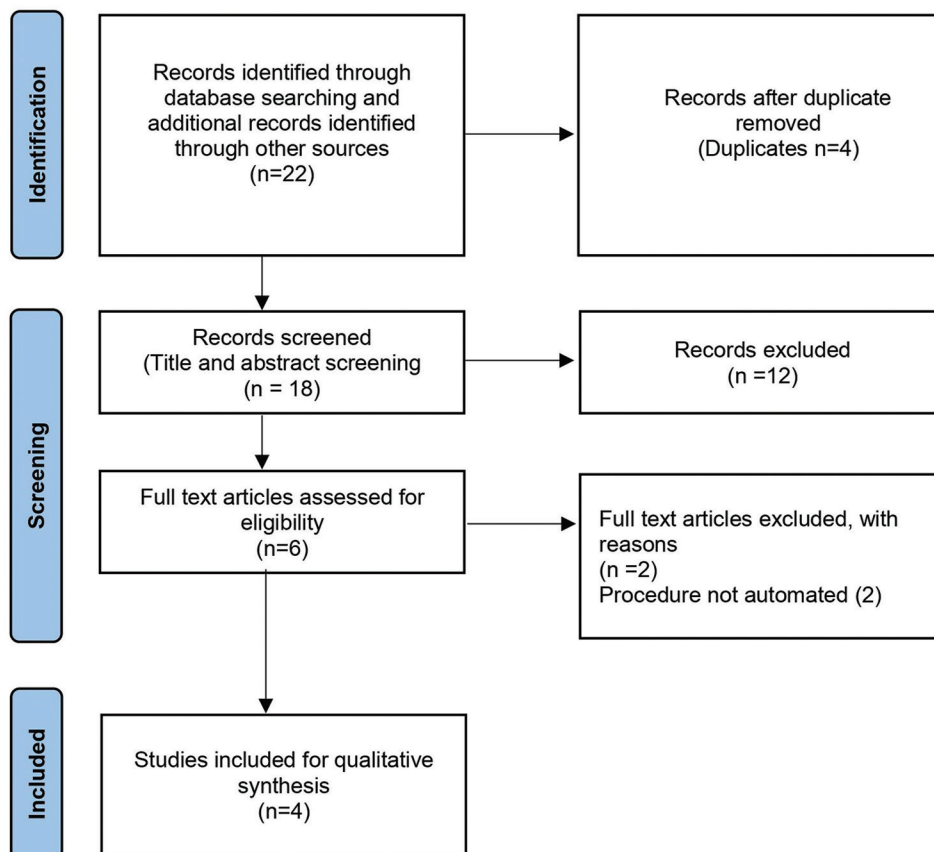 Identification
Records identified through
database searching and
additional records identified
through other sources
(n=22)
Records after duplicate
removed
(Duplicates n=4)
Screening
Records screened
(Title and abstract screening
(n = 18)
Records excluded
(n =12)
Full text articles assessed for
eligibility
(n=6)
Full text articles excluded, with
reasons
(n =2)
Procedure not automated (2)
Included
Studies included for qualitative
synthesis
(n=4)